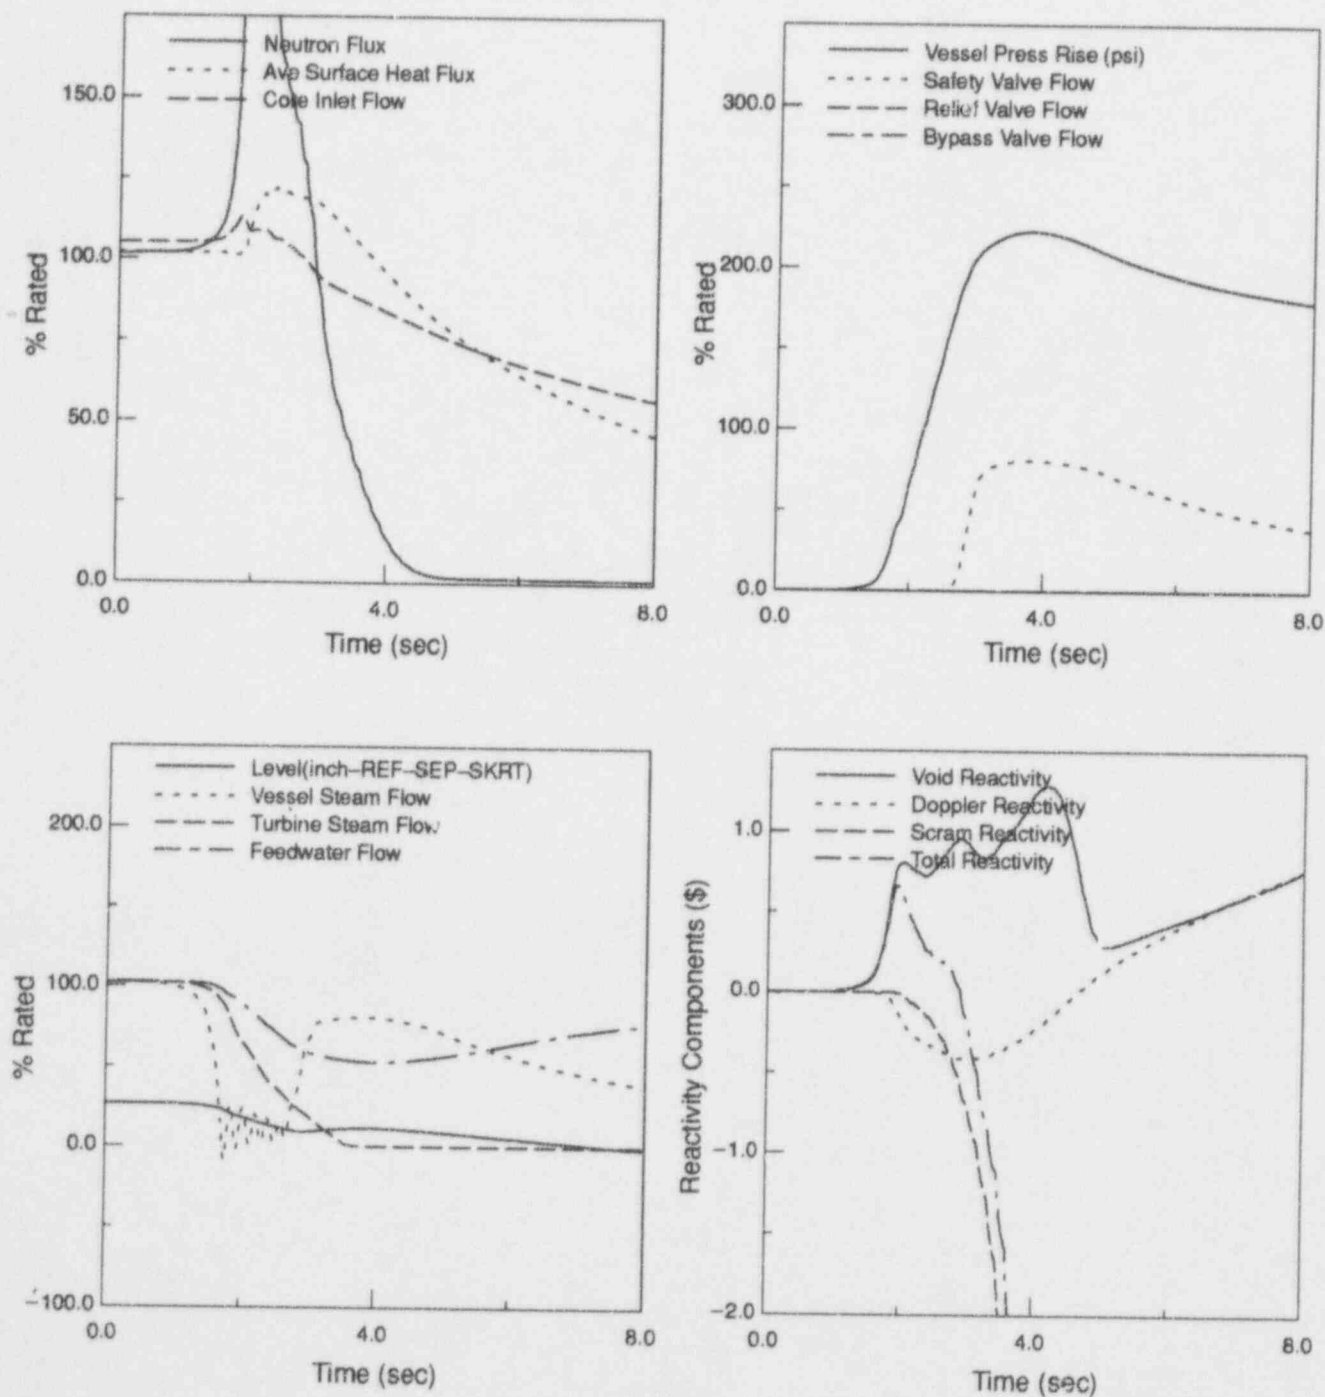 Neutron Flux
Ave Surface Heat Flux
Core Inlet Flow
150.0
100.0
50.0
0.0
% Rated
0.0 4.0 8.0
Time (sec)
Vessel Press Rise (psi)
Safety Valve Flow
Relief Valve Flow
Bypass Valve Flow
300.0
200.0
100.0
0.0
% Rated
0.0 4.0 8.0
Time (sec)
Level(inch-REF-SEP-SKRT)
Vessel Steam Flow
Turbine Steam Flow
Feedwater Flow
200.0
100.0
0.0
-100.0
% Rated
0.0 4.0 8.0
Time (sec)
Void Reactivity
Doppler Reactivity
Scram Reactivity
Total Reactivity
1.0
0.0
-1.0
-2.0
Reactivity Components ($)
0.0 4.0 8.0
Time (sec)